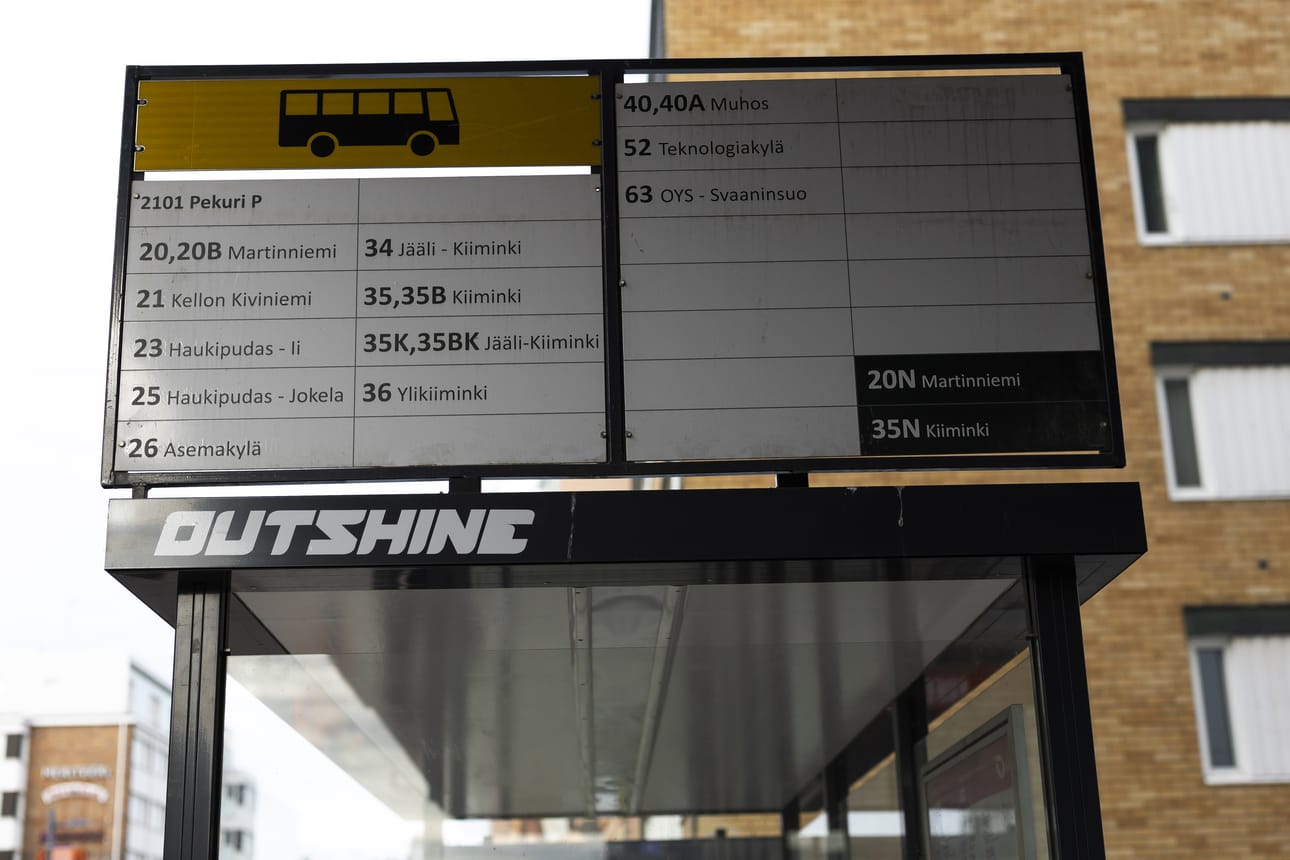 2101 Pekuri P
20,20B Martinniemi
21 Kellon Kiviniemi
23 Haukipudas - Ii
25 Haukipudas - Jokela
26 Asemakylä
34 Jääli - Kiiminki
35,35B Kiiminki
35K,35BK Jääli-Kiiminki
36 Ylikiiminki
40,40A Muhos
52 Teknologiakylä
63 OYS - Svaaninsuo
20N Martinniemi
35N Kiiminki
OUTSHINE